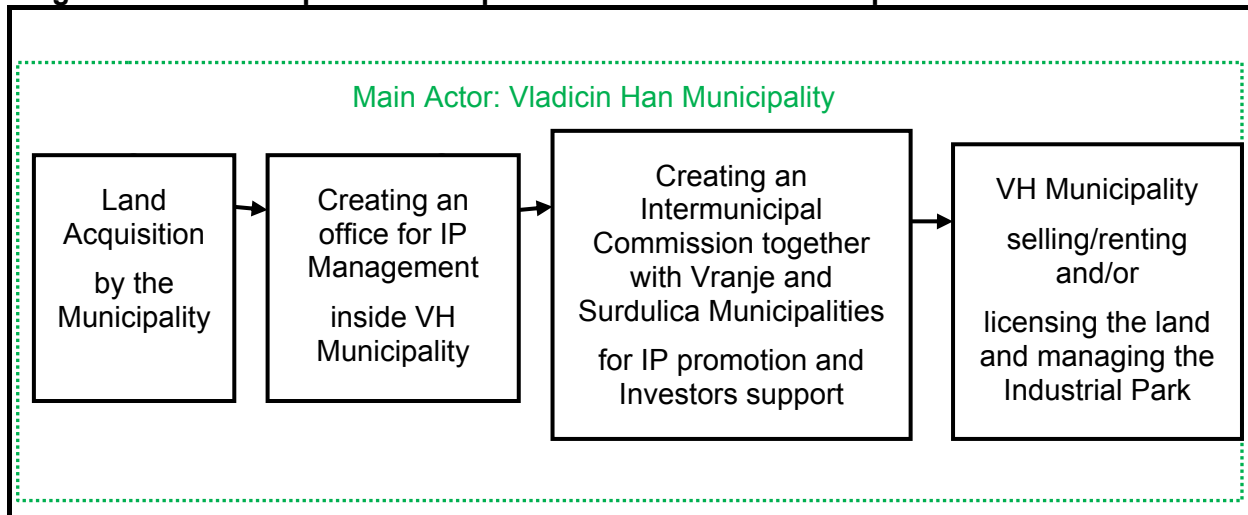 Main Actor: Vladicin Han Municipality
Land
Acquisition
by the
Municipality
Creating an
office for IP
Management
inside VH
Municipality
Creating an
Intermunicipal
Commission together
with Vranje and
Surdulica Municipalities
for IP promotion and
Investors support
VH Municipality
selling/renting
and/or
licensing the land
and managing the
Industrial Park